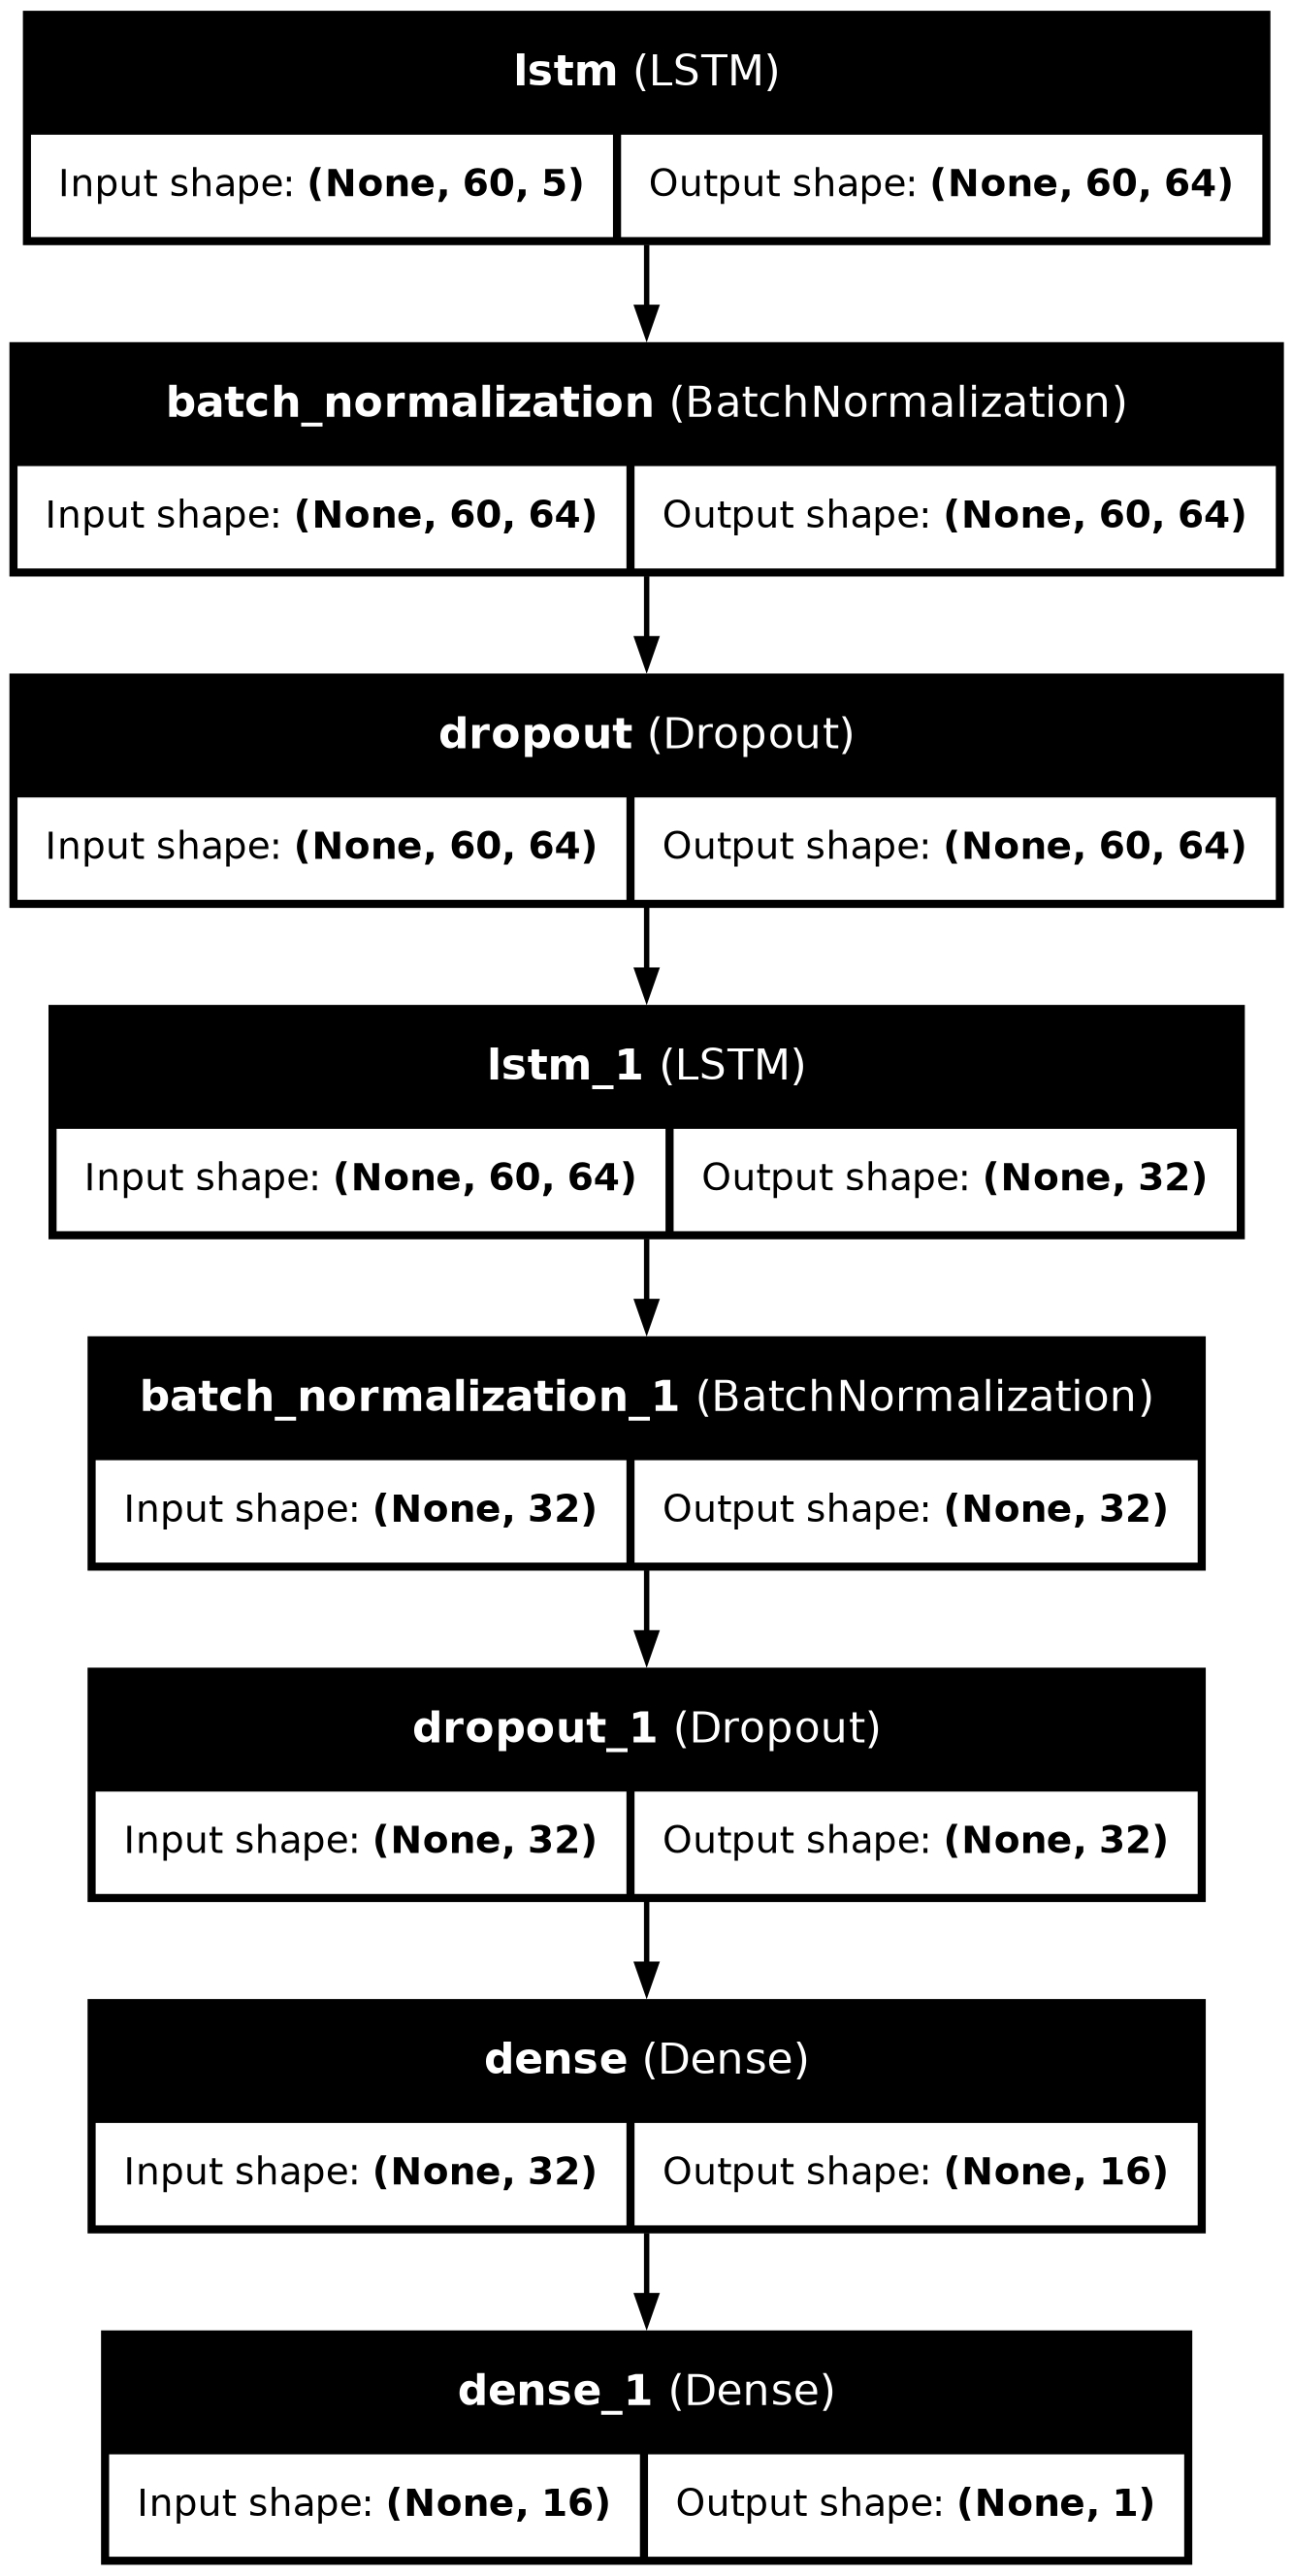 lstm (LSTM)
Input shape: (None, 60, 5) Output shape: (None, 60, 64)
batch_normalization (BatchNormalization)
Input shape: (None, 60, 64) Output shape: (None, 60, 64)
dropout (Dropout)
Input shape: (None, 60, 64) Output shape: (None, 60, 64)
lstm_1 (LSTM)
Input shape: (None, 60, 64) Output shape: (None, 32)
batch_normalization_1 (BatchNormalization)
Input shape: (None, 32) Output shape: (None, 32)
dropout_1 (Dropout)
Input shape: (None, 32) Output shape: (None, 32)
dense (Dense)
Input shape: (None, 32) Output shape: (None, 16)
dense_1 (Dense)
Input shape: (None, 16) Output shape: (None, 1)